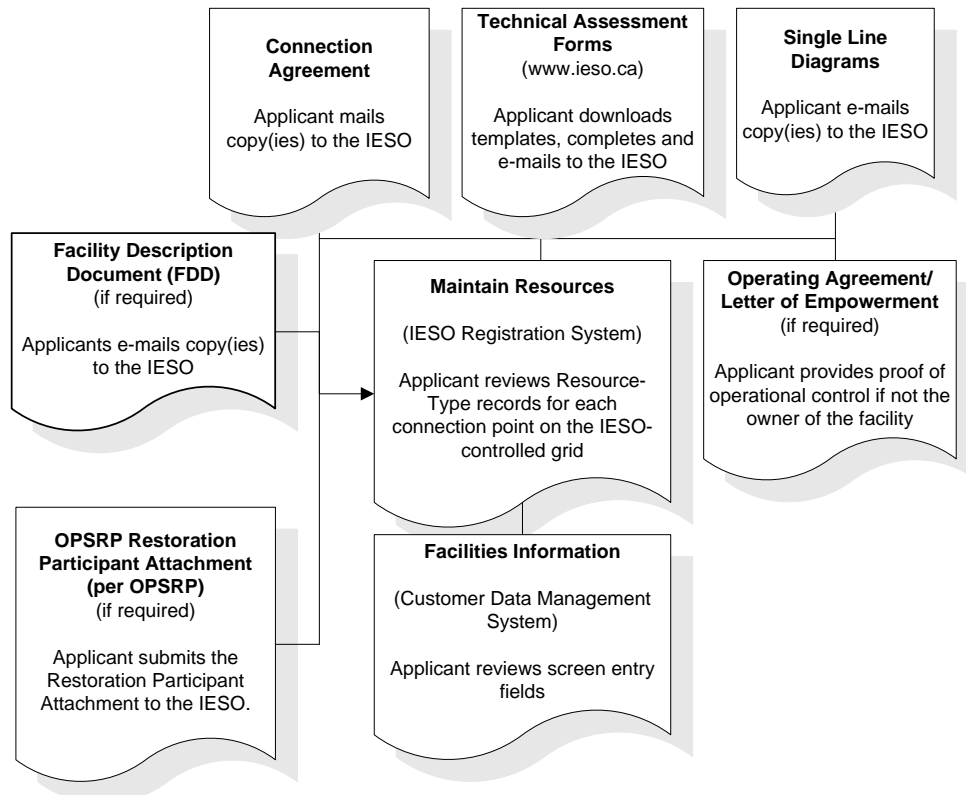 Connection
Agreement
Applicant mails
copy(ies) to the IESO
Technical Assessment
Forms
(www.ieso.ca)
Applicant downloads
templates, completes and
e-mails to the IESO
Single Line
Diagrams
Applicant e-mails
copy(ies) to the IESO
Facility Description
Document (FDD)
(if required)
Applicants e-mails copy(ies)
to the IESO
Maintain Resources
(IESO Registration System)
Applicant reviews Resource-
Type records for each
connection point on the IESO-
controlled grid
Operating Agreement/
Letter of Empowerment
(if required)
Applicant provides proof of
operational control if not the
owner of the facility
OPSRP Restoration
Participant Attachment
(per OPSRP)
(if required)
Applicant submits the
Restoration Participant
Attachment to the IESO.
Facilities Information
(Customer Data Management
System)
Applicant reviews screen entry
fields